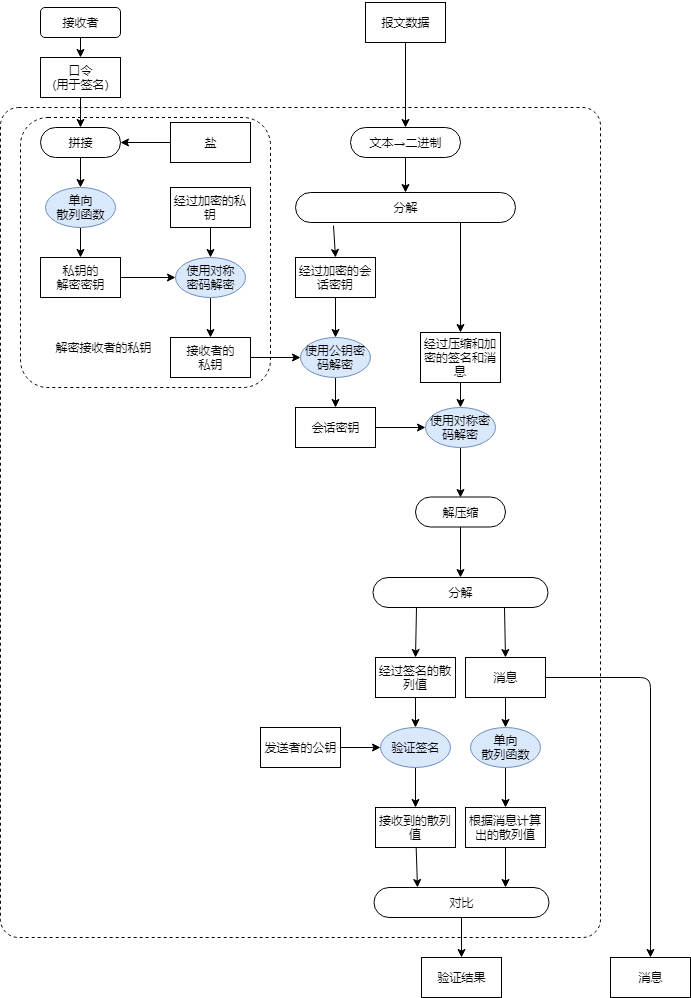 接收者
报文数据
口令
(用于签名)
拼接
盐
文本→二进制
单向
散列函数
经过加密的私
钥
分解
私钥的
解密密钥
使用对称
密码解密
经过加密的会
话密钥
解密接收者的私钥
接收者的
私钥
使用公钥密
码解密
经过压缩和加
密的签名和消
息
会话密钥
使用对称密
码解密
解压缩
分解
经过签名的散
列值
消息
发送者的公钥
验证签名
单向
散列函数
接收到的散列
值
根据消息计算
出的散列值
对比
验证结果
消息